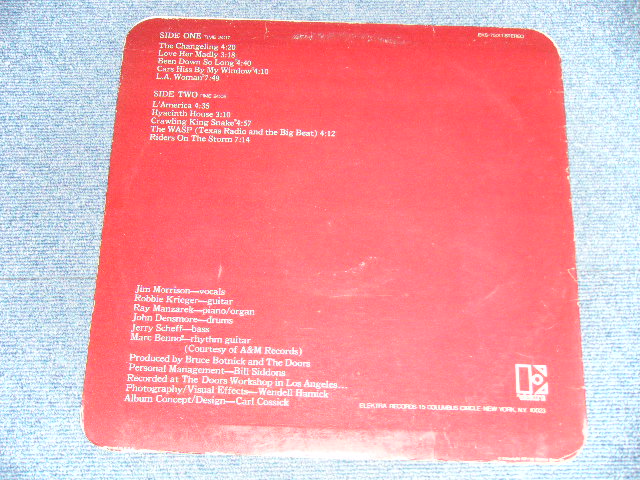 SIDE ONE TIME
The Changeling 4:20
Love Her Madly 3:18
Been Down So Long 4:40
Cars Hiss By My Window 4:10
L.A. Woman 7:49
SIDE TWO TIME
L'America 4:35
Hyacinth House 3:10
Crawling King Snake 4:57
The WASP (Texas Radio and the Big Beat) 4:12
Riders On The Storm 7:14
EKS-75011 STEREO
Jim Morrison—vocals
Robbie Krieger—guitar
Ray Manzarek—piano/organ
John Densmore—drums
Jerry Scheff—bass
Marc Benno—rhythm guitar
(Courtesy of A&M Records)
Produced by Bruce Botnick and The Doors
Personal Management—Bill Siddons
Recorded at The Doors Workshop in Los Angeles...
Photography/Visual Effects—Wendell Hamick
Album Concept/Design—Carl Cossick
ELEKTRA RECORDS 15 COLUMBUS CIRCLE NEW YORK, N.Y. 10023